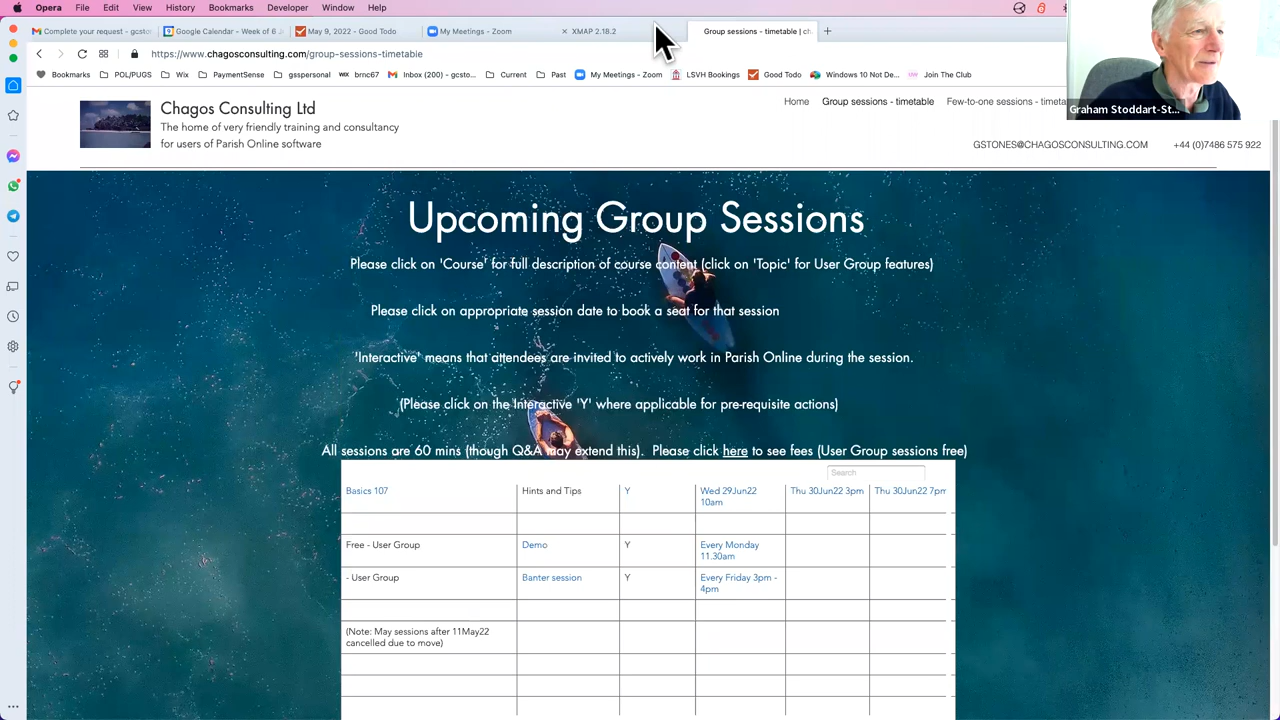 Opera File Edit View History Bookmarks Developer Window Help
Complete your request - gcstor
Google Calendar - Week of 6 J
May 9, 2022 - Good Todo
My Meetings - Zoom
XMAP 2.18.2
Group sessions - timetable | ch
https://www.chagosconsulting.com/group-sessions-timetable
Bookmarks POL/PUGS Wix PaymentSense gsspersonal WIX brnc67 Inbox (200) - gcsto... Current Past My Meetings - Zoom LSVH Bookings Good Todo Windows 10 Not De... Join The Club
Graham Stoddart-St...
Chagos Consulting Ltd
The home of very friendly training and consultancy
for users of Parish Online software
Home Group sessions - timetable Few-to-one sessions - timeta
GSTONES@CHAGOSCONSULTING.COM +44 (0)7486 575 922
Upcoming Group Sessions
Please click on 'Course' for full description of course content (click on 'Topic' for User Group features)
Please click on appropriate session date to book a seat for that session
'Interactive' means that attendees are invited to actively work in Parish Online during the session.
(Please click on the Interactive 'Y' where applicable for pre-requisite actions)
All sessions are 60 mins (though Q&A may extend this). Please click here to see fees (User Group sessions free)
Search
Basics 107 Hints and Tips Y Wed 29Jun22 10am Thu 30Jun22 3pm Thu 30Jun22 7pm
Free - User Group Demo Y Every Monday 11.30am
- User Group Banter session Y Every Friday 3pm - 4pm
(Note: May sessions after 11May22
cancelled due to move)